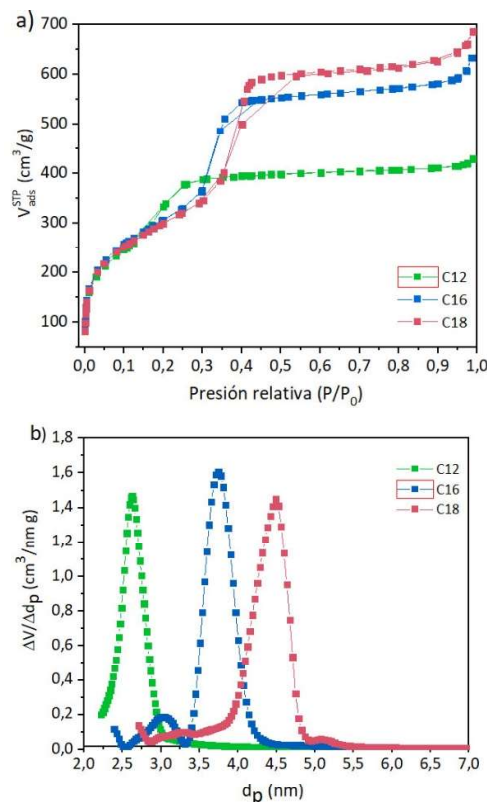 a)
700
600
500
400
300
200
100
V_ads^STP (cm³/g)
C12
C16
C18
0,0 0,1 0,2 0,3 0,4 0,5 0,6 0,7 0,8 0,9 1,0
Presión relativa (P/P₀)
b)
1,8
1,6
1,4
1,2
1,0
0,8
0,6
0,4
0,2
0,0
ΔV/Δdp (cm³/nm g)
C12
C16
C18
2,0 2,5 3,0 3,5 4,0 4,5 5,0 5,5 6,0 6,5 7,0
dp (nm)